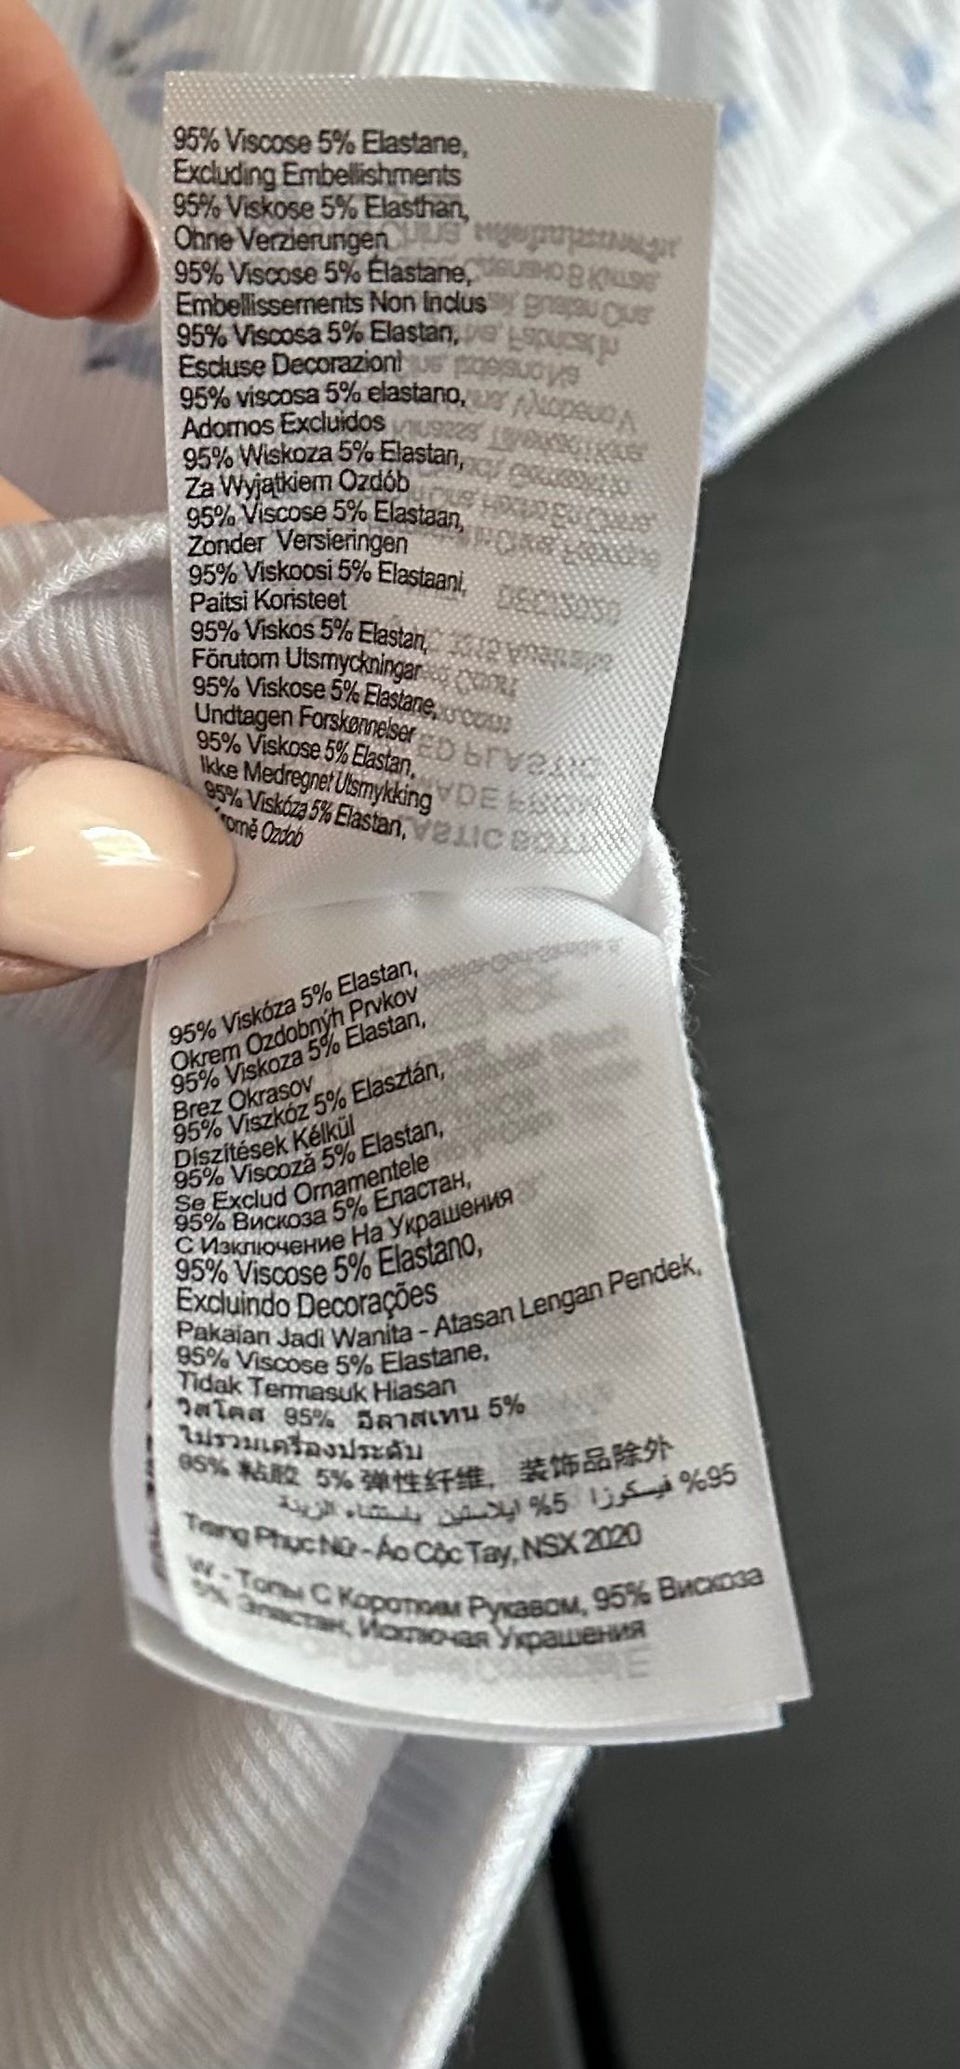 95% Viscose 5% Elastane,
Excluding Embellishments
95% Viskose 5% Elasthan,
Ohne Verzierungen
95% Viscose 5% Élastane,
Embellissements Non Inclus
95% Viscosa 5% Elastan,
Escluse Decorazioni
95% viscosa 5% elastano,
Adornos Excluidos
95% Wiskoza 5% Elastan,
Za Wyjątkiem Ozdób
95% Viscose 5% Elastaan,
Zonder Versieringen
95% Viskoosi 5% Elastaani,
Paitsi Koristeet
95% Viskos 5% Elastan,
Förutom Utsmyckningar
95% Viskose 5% Elastane,
Undtagen Forskønnelser
95% Viskose 5% Elastan,
Ikke Medregnet Utsmykking
95% Viskóza 5% Elastan,
Ozdob
95% Viskóza 5% Elastan,
Okrem Ozdobnýh Prvkov
95% Viskoza 5% Elastan,
Brez Okrasov
95% Viszkóz 5% Elasztán,
Díszítések Kélkül
95% Viscoză 5% Elastan,
Se Exclud Ornamentele
95% Вискоза 5% Еластан,
С Изключение На Украшения
95% Viscose 5% Elastano,
Excluindo Decorações
Pakaian Jadi Wanita - Atasan Lengan Pendek,
95% Viscose 5% Elastane,
Tidak Termasuk Hiasan
วิสโคส 95% อีลาสเทน 5%
ไม่รวมเครื่องประดับ
95% 粘胶 5% 弹性纤维, 装饰品除外
95% فيسكوزا 5% ايلاستين باستثناء الزينة
Trang Phục Nữ - Áo Cộc Tay, NSX 2020
W - Топы С Коротким Рукавом, 95% Вискоза
5% Эластан, Исключая Украшения